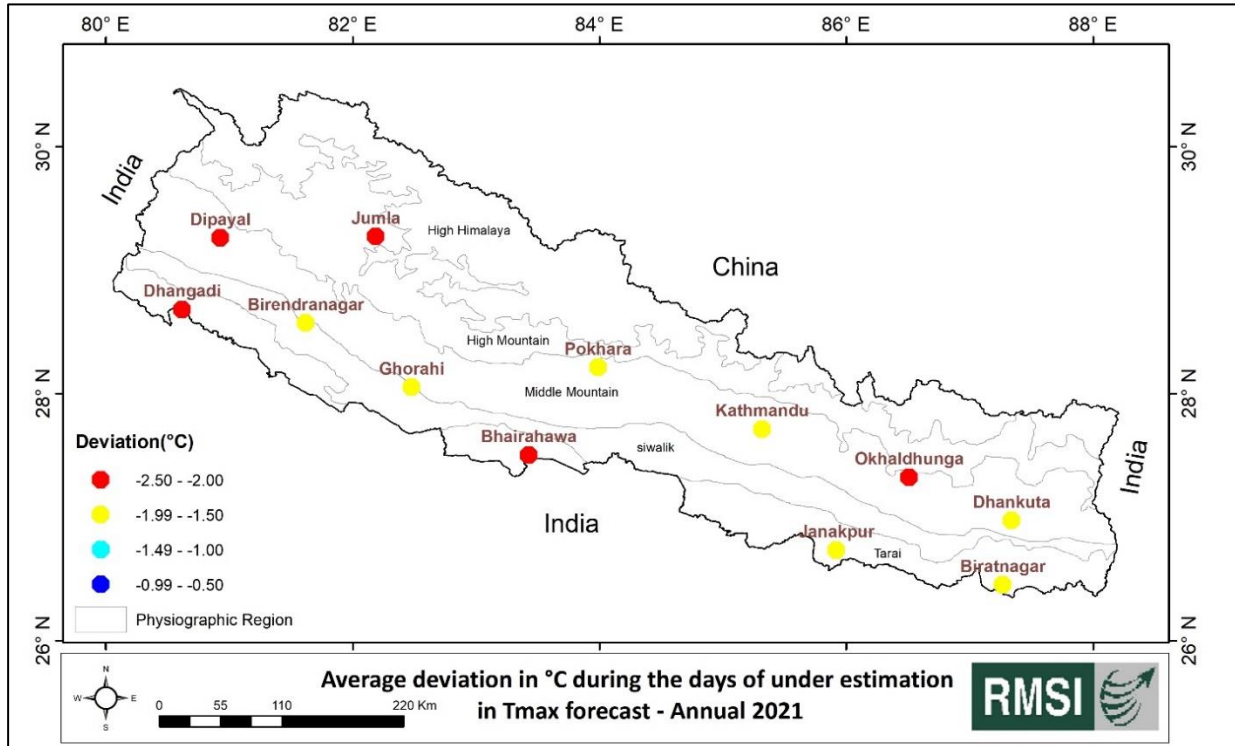 80° E 82° E 84° E 86° E 88° E
30° N 30° N
India
Dipayal Jumla
High Himalaya
China
Dhangadi Birendranagar
High Mountain Pokhara
Ghorahi
28° N 28° N
Middle Mountain
Kathmandu
Bhairahawa siwalik
Okhaldhunga
India
Dhankuta
India
Janakpur
Tarai
Biratnagar
Deviation(°C)
-2.50 - -2.00
-1.99 - -1.50
-1.49 - -1.00
-0.99 - -0.50
Physiographic Region
26° N 26° N
N
W E
S
0 55 110 220 Km
Average deviation in °C during the days of under estimation
in Tmax forecast - Annual 2021
RMSI